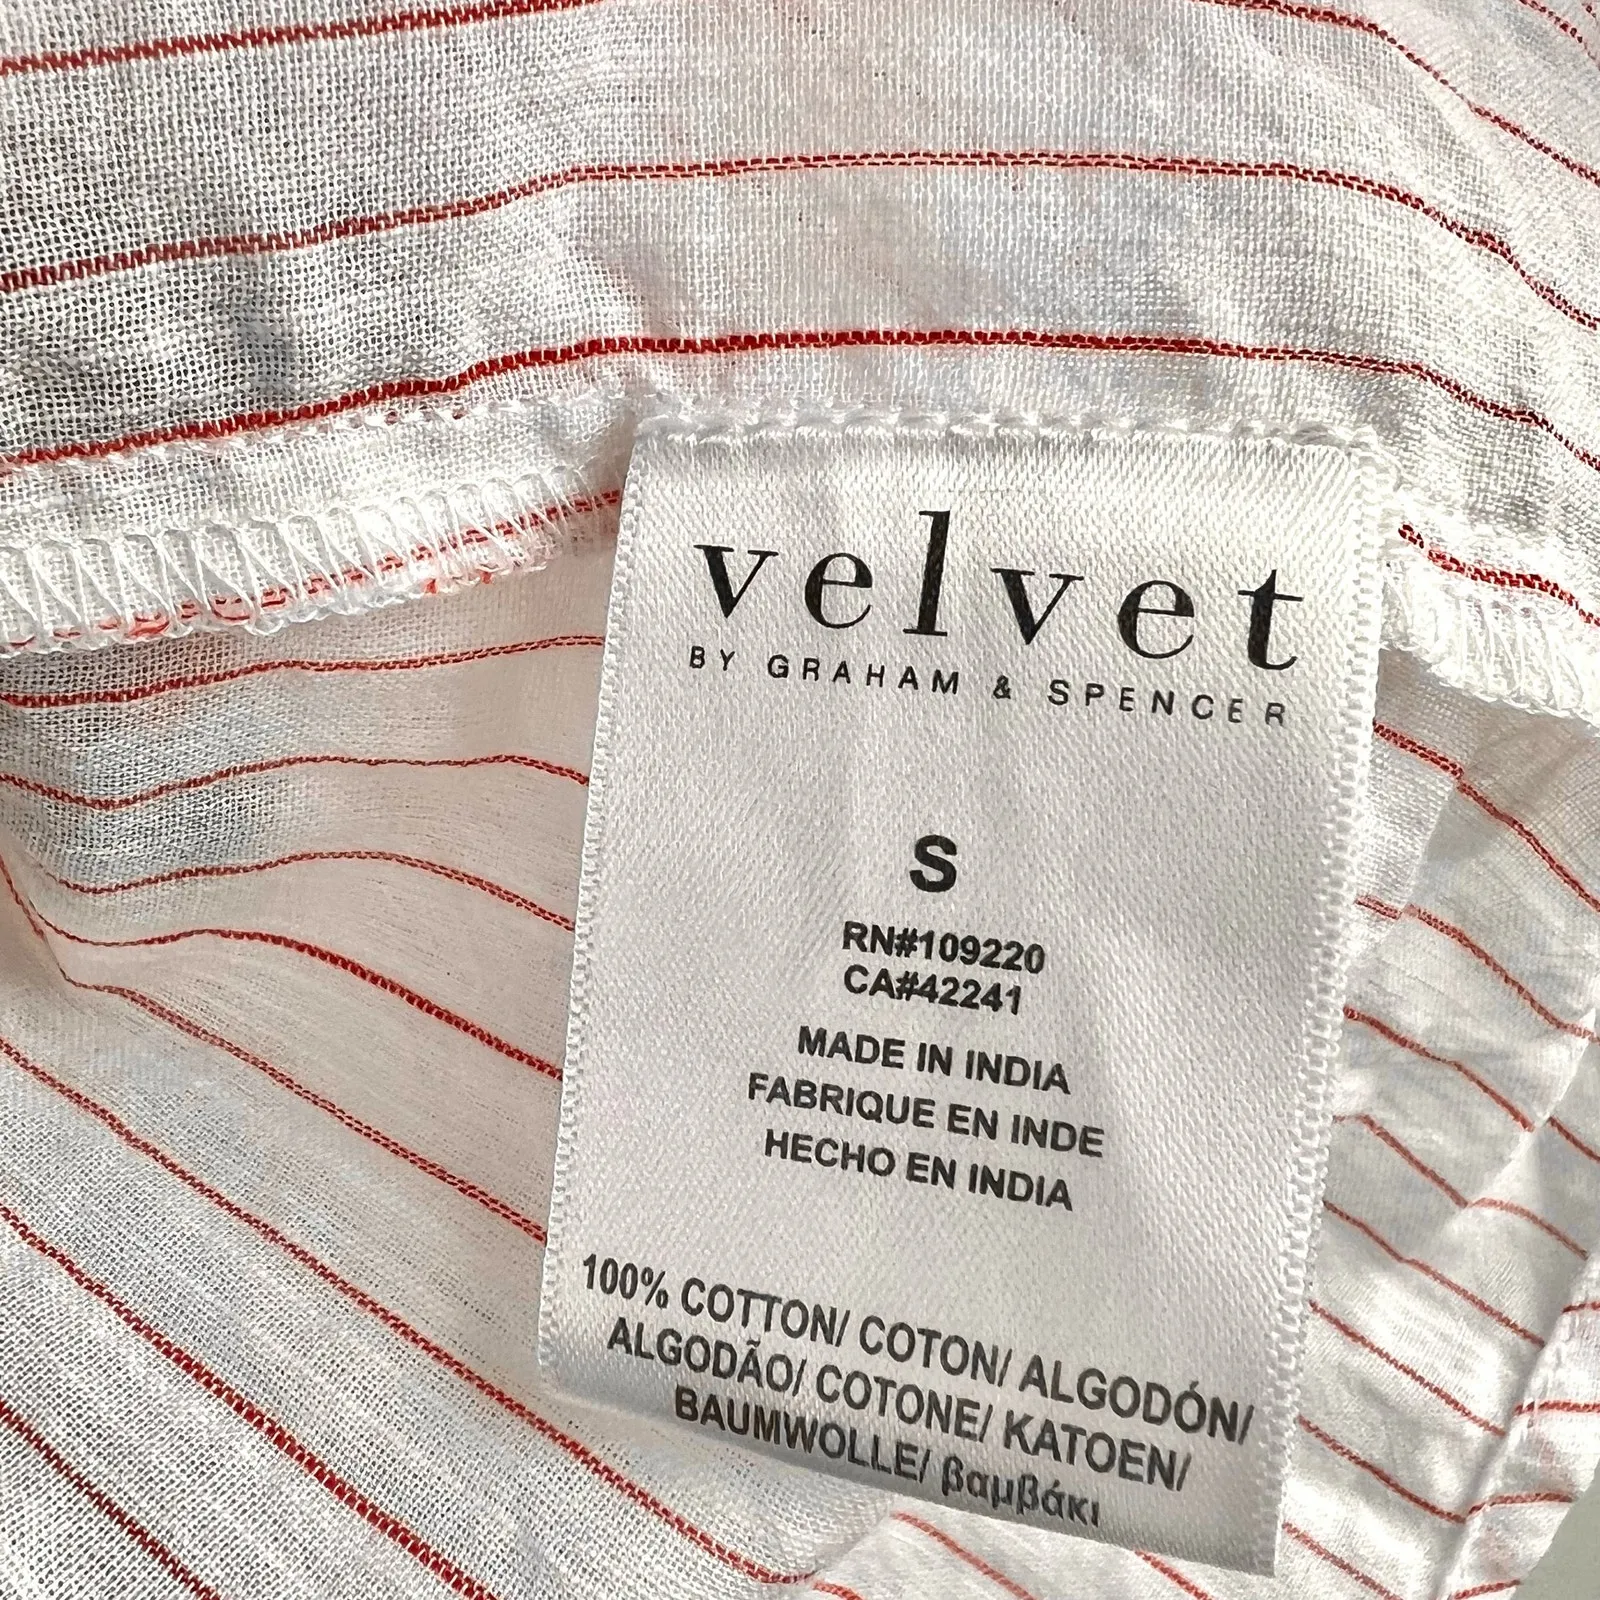 velvet
BY GRAHAM & SPENCER
S
RN#109220
CA#42241
MADE IN INDIA
FABRIQUE EN INDE
HECHO EN INDIA
100% COTTON/ COTON/ ALGODÓN/
ALGODÃO/ COTONE/ KATOEN/
BAUMWOLLE/ βαμβάκι